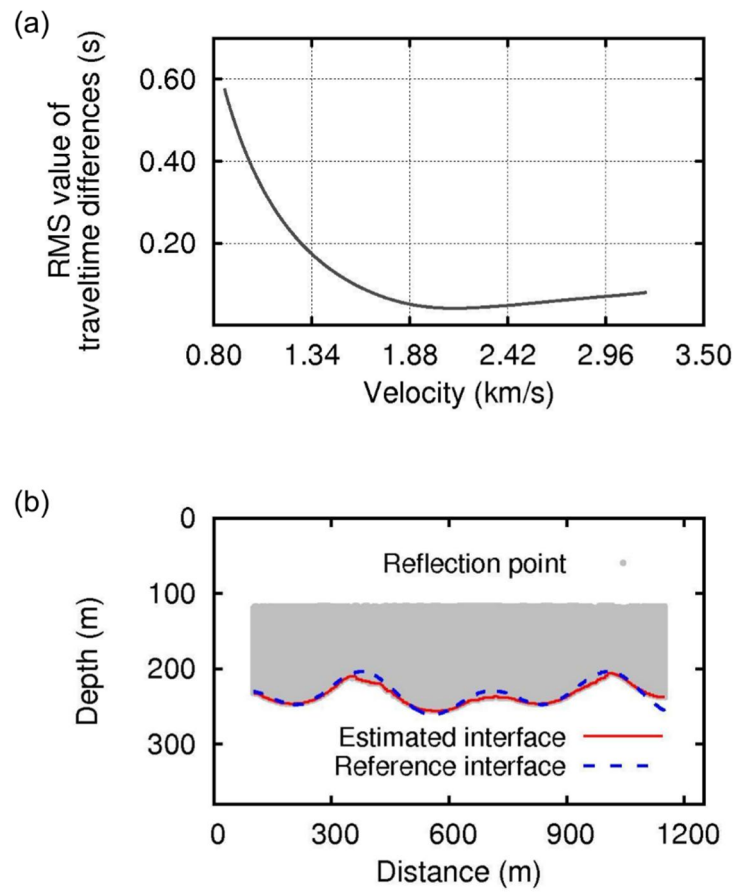 (a)
RMS value of
traveltime differences (s)
0.60
0.40
0.20
0.80 1.34 1.88 2.42 2.96 3.50
Velocity (km/s)
(b)
Depth (m)
0
100
200
300
Reflection point
Estimated interface
Reference interface
0 300 600 900 1200
Distance (m)